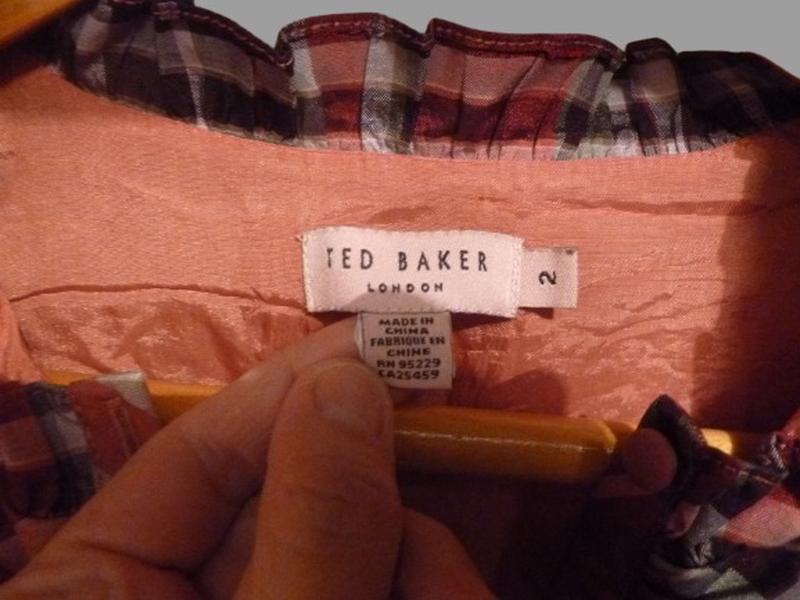 TED BAKER
LONDON
2
MADE IN
CHINA
FABRIQUE EN
CHINE
RN 95229
CA25459